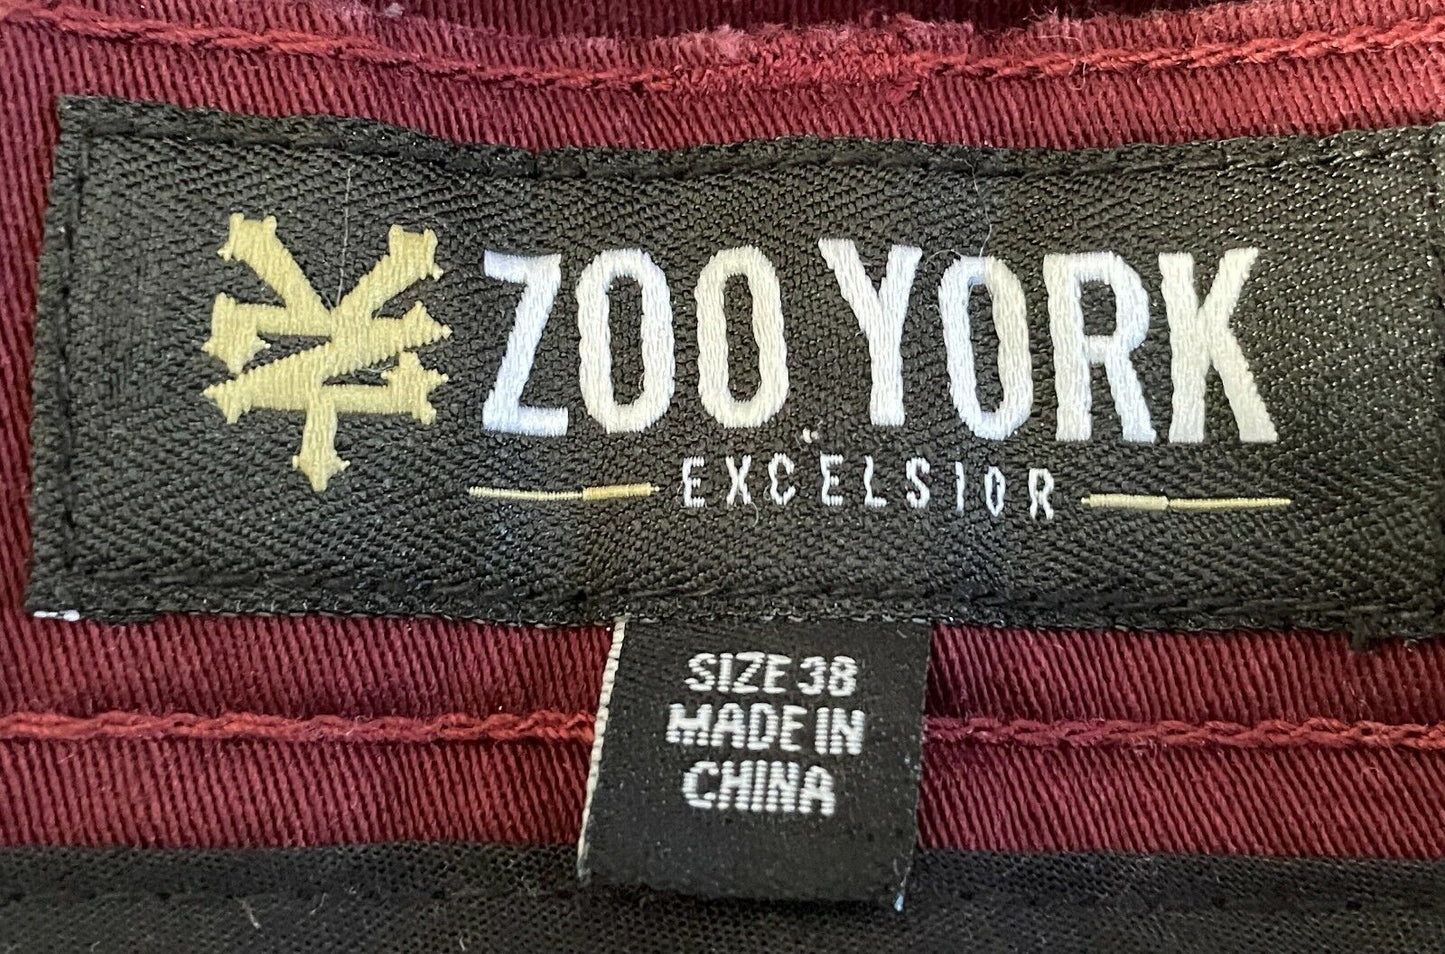 ZOO YORK
EXCELSIOR
SIZE 38
MADE IN
CHINA